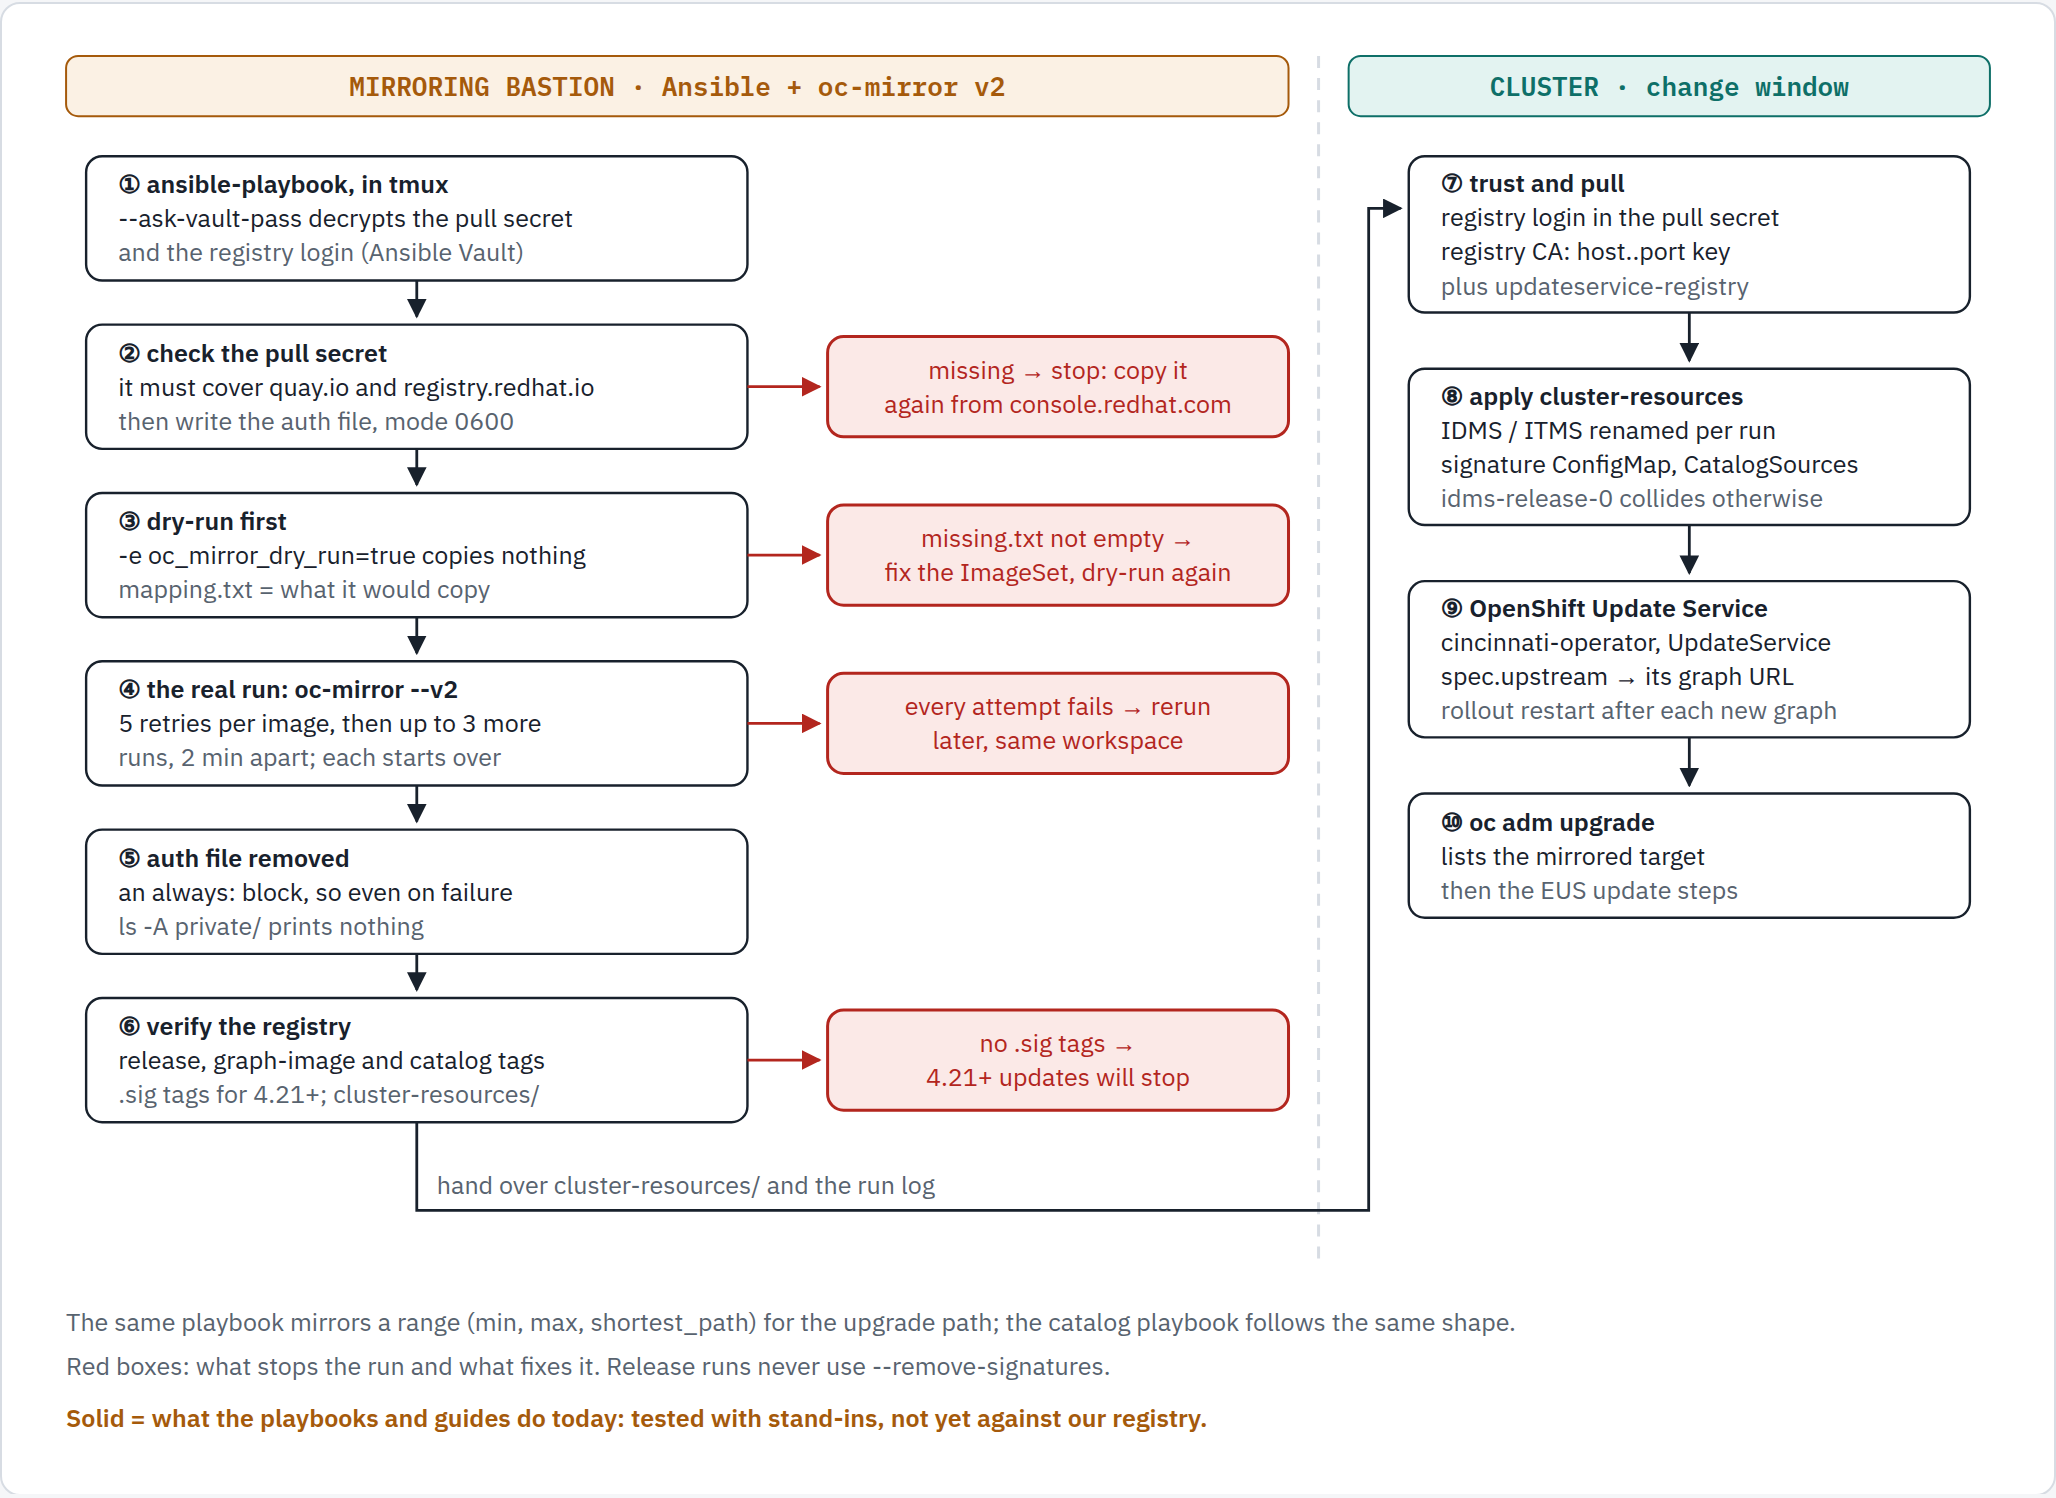 MIRRORING BASTION · Ansible + oc-mirror v2
① ansible-playbook, in tmux
--ask-vault-pass decrypts the pull secret
and the registry login (Ansible Vault)
② check the pull secret
it must cover quay.io and registry.redhat.io
then write the auth file, mode 0600
missing → stop: copy it
again from console.redhat.com
③ dry-run first
-e oc_mirror_dry_run=true copies nothing
mapping.txt = what it would copy
missing.txt not empty →
fix the ImageSet, dry-run again
④ the real run: oc-mirror --v2
5 retries per image, then up to 3 more
runs, 2 min apart; each starts over
every attempt fails → rerun
later, same workspace
⑤ auth file removed
an always: block, so even on failure
ls -A private/ prints nothing
⑥ verify the registry
release, graph-image and catalog tags
.sig tags for 4.21+; cluster-resources/
no .sig tags →
4.21+ updates will stop
hand over cluster-resources/ and the run log
CLUSTER · change window
⑦ trust and pull
registry login in the pull secret
registry CA: host..port key
plus updateservice-registry
⑧ apply cluster-resources
IDMS / ITMS renamed per run
signature ConfigMap, CatalogSources
idms-release-0 collides otherwise
⑨ OpenShift Update Service
cincinnati-operator, UpdateService
spec.upstream → its graph URL
rollout restart after each new graph
⑩ oc adm upgrade
lists the mirrored target
then the EUS update steps
The same playbook mirrors a range (min, max, shortest_path) for the upgrade path; the catalog playbook follows the same shape.
Red boxes: what stops the run and what fixes it. Release runs never use --remove-signatures.
Solid = what the playbooks and guides do today: tested with stand-ins, not yet against our registry.